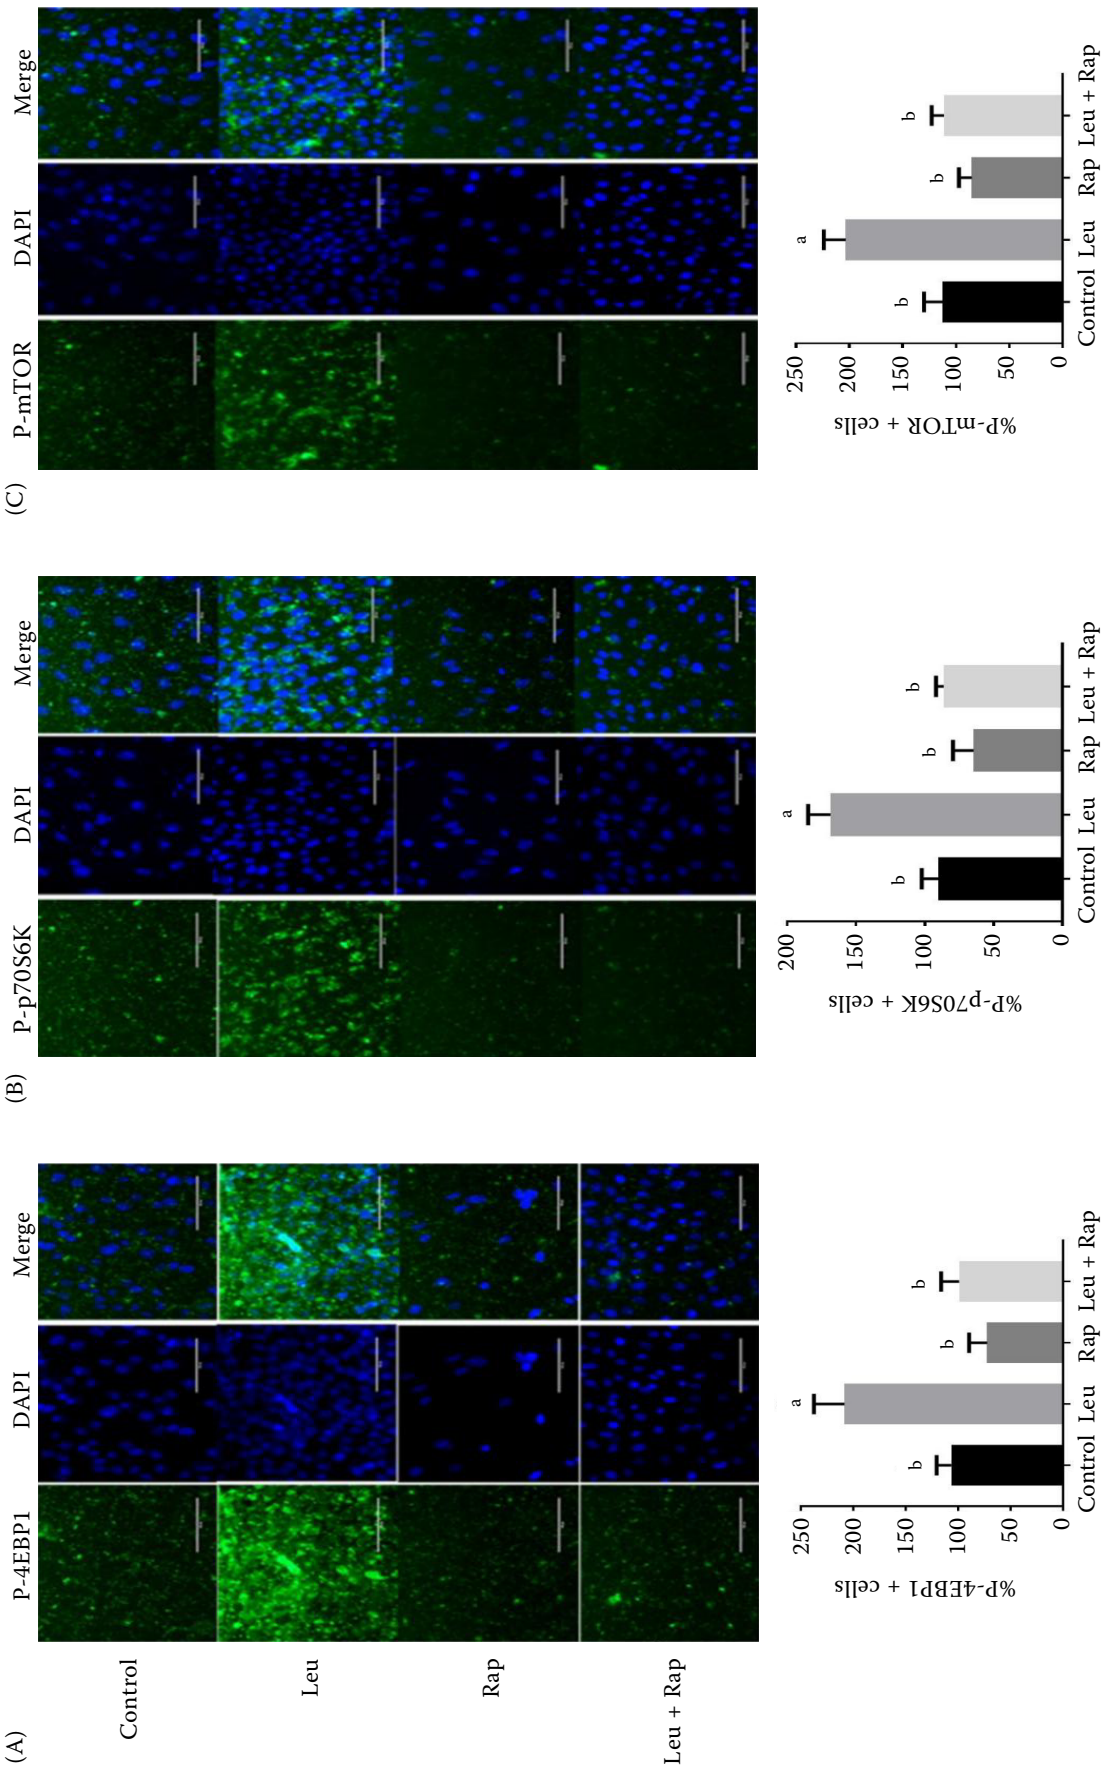 (A)
P-4EBP1 DAPI Merge
Control
Leu
Rap
Leu + Rap
%P-4EBP1 + cells
250
200
150
100
50
0
b
a
b
b
Control Leu Rap Leu + Rap
(B)
P-p70S6K DAPI Merge
%P-p70S6K + cells
200
150
100
50
0
b
a
b
b
Control Leu Rap Leu + Rap
(C)
P-mTOR DAPI Merge
%P-mTOR + cells
250
200
150
100
50
0
b
a
b
b
Control Leu Rap Leu + Rap